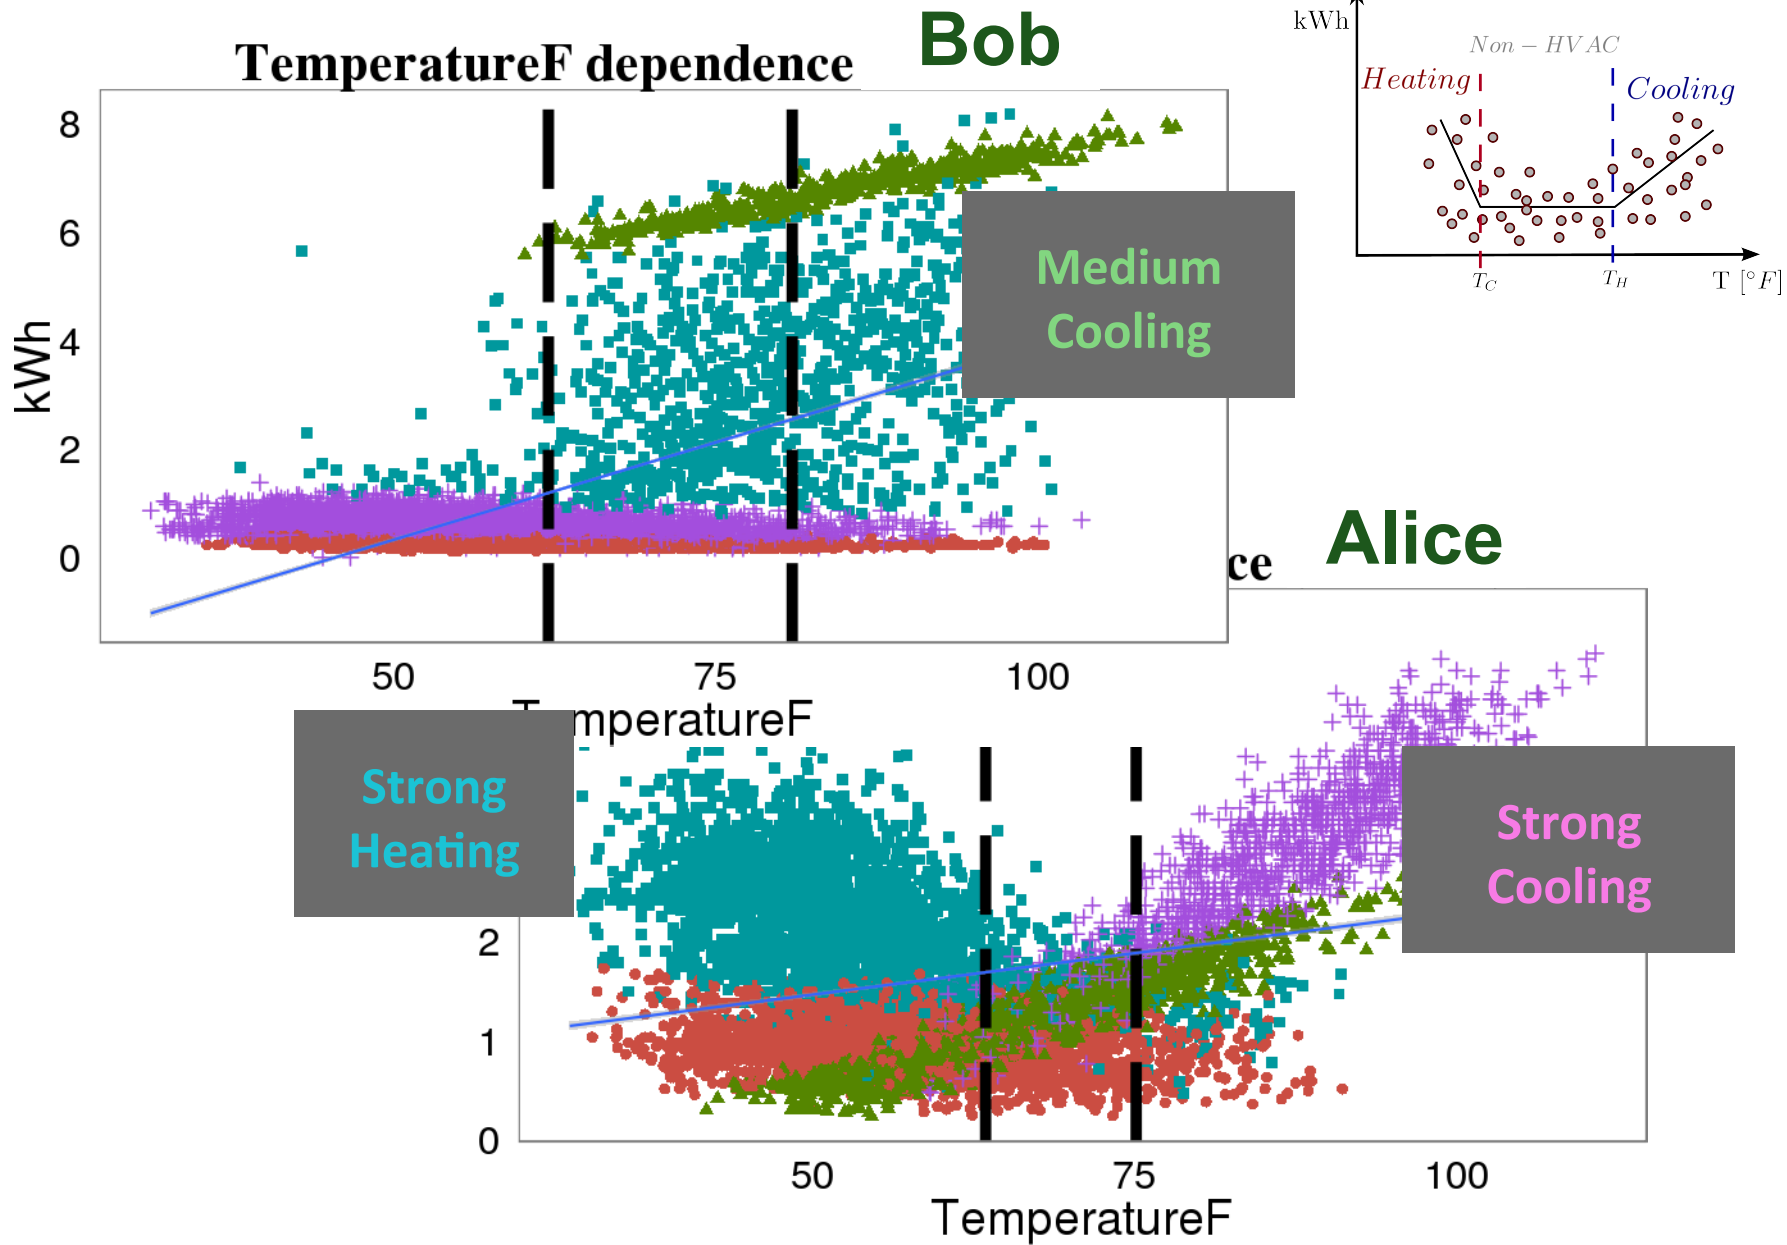 Bob
TemperatureF dependence
kWh
8
6
4
2
0
50 75 100
TemperatureF
Medium
Cooling
kWh
Non - HVAC
Heating
Cooling
T_C
T_H
T [°F]
Alice
ce
Strong
Heating
Strong
Cooling
2
1
0
50 75 100
TemperatureF